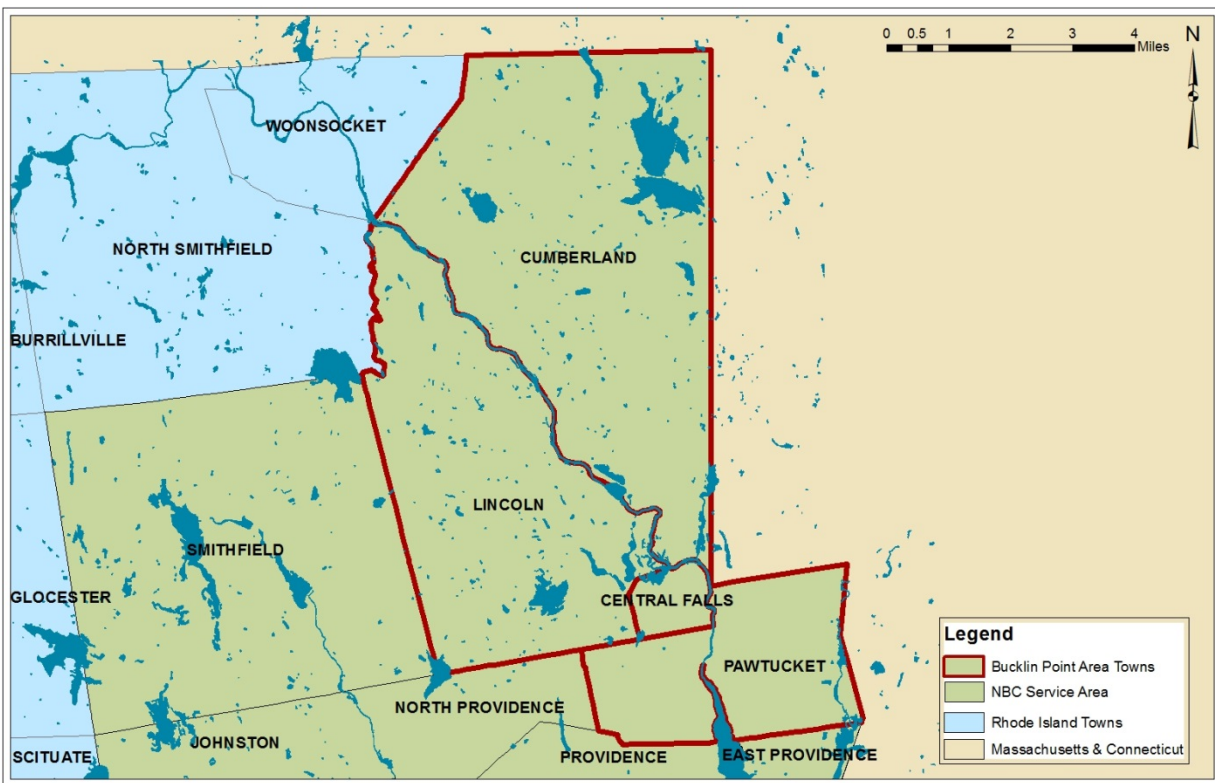 0 0.5 1 2 3 4
Miles
N
WOONSOCKET
NORTH SMITHFIELD
CUMBERLAND
BURRILLVILLE
LINCOLN
SMITHFIELD
GLOCESTER
CENTRAL FALLS
PAWTUCKET
NORTH PROVIDENCE
JOHNSTON
SCITUATE
PROVIDENCE
EAST PROVIDENCE
Legend
Bucklin Point Area Towns
NBC Service Area
Rhode Island Towns
Massachusetts & Connecticut